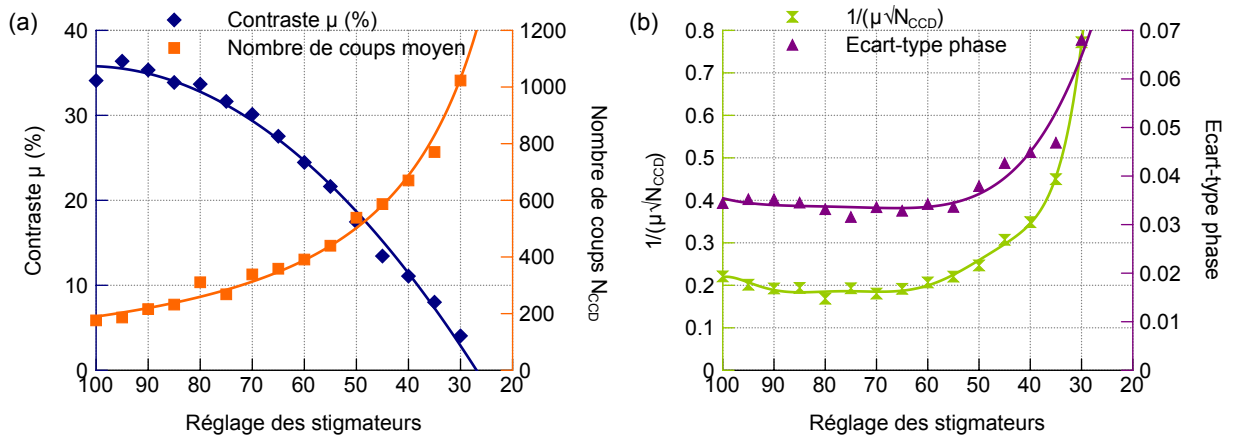 (a)
Contraste μ (%)
Nombre de coups moyen
40
30
20
10
0
Contraste μ (%)
1200
1000
800
600
400
200
0
Nombre de coups N_CCD
100 90 80 70 60 50 40 30 20
Réglage des stigmateurs
(b)
1/(μ√N_CCD)
Ecart-type phase
0.8
0.7
0.6
0.5
0.4
0.3
0.2
0.1
0
1/(μ√N_CCD)
0.07
0.06
0.05
0.04
0.03
0.02
0.01
0
Ecart-type phase
100 90 80 70 60 50 40 30 20
Réglage des stigmateurs